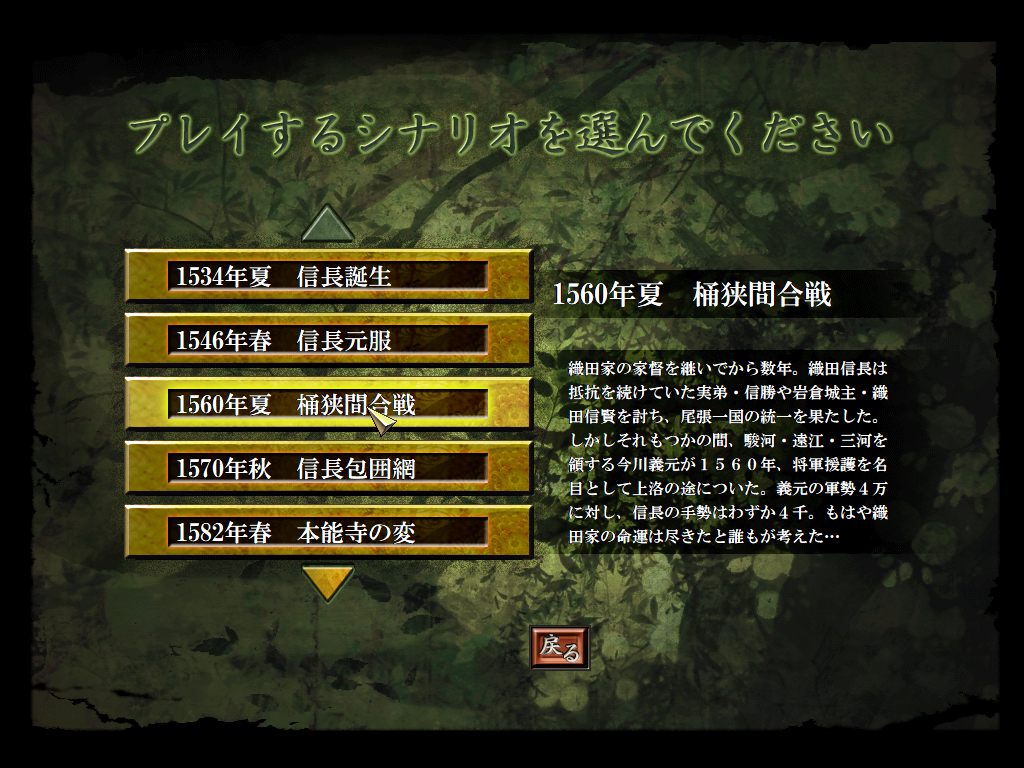 プレイするシナリオを選んでください
1534年夏　信長誕生
1546年春　信長元服
1560年夏　桶狭間合戦
1570年秋　信長包囲網
1582年春　本能寺の変
1560年夏　桶狭間合戦
織田家の家督を継いでから数年。織田信長は
抵抗を続けていた実弟・信勝や岩倉城主・織
田信賢を討ち、尾張一国の統一を果たした。
しかしそれもつかの間、駿河・遠江・三河を
領する今川義元が１５６０年、将軍援護を名
目として上洛の途についた。義元の軍勢４万
に対し、信長の手勢はわずか４千。もはや織
田家の命運は尽きたと誰もが考えた…
戻る